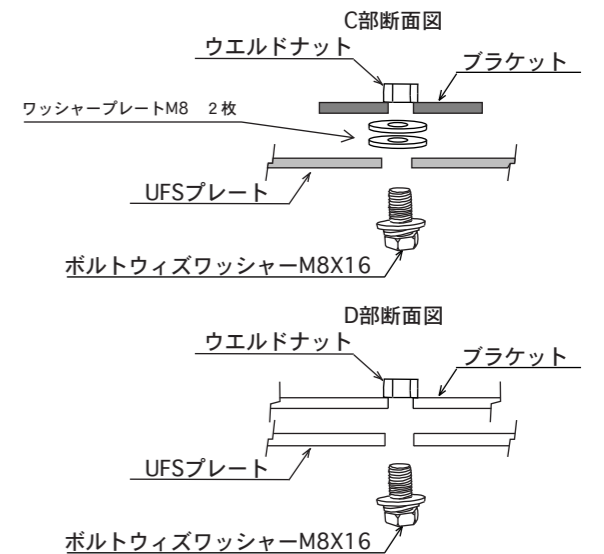 C部断面図
ウエルドナット
ブラケット
ワッシャープレートM8　2枚
UFSプレート
ボルトウィズワッシャーM8X16
D部断面図
ウエルドナット
ブラケット
UFSプレート
ボルトウィズワッシャーM8X16